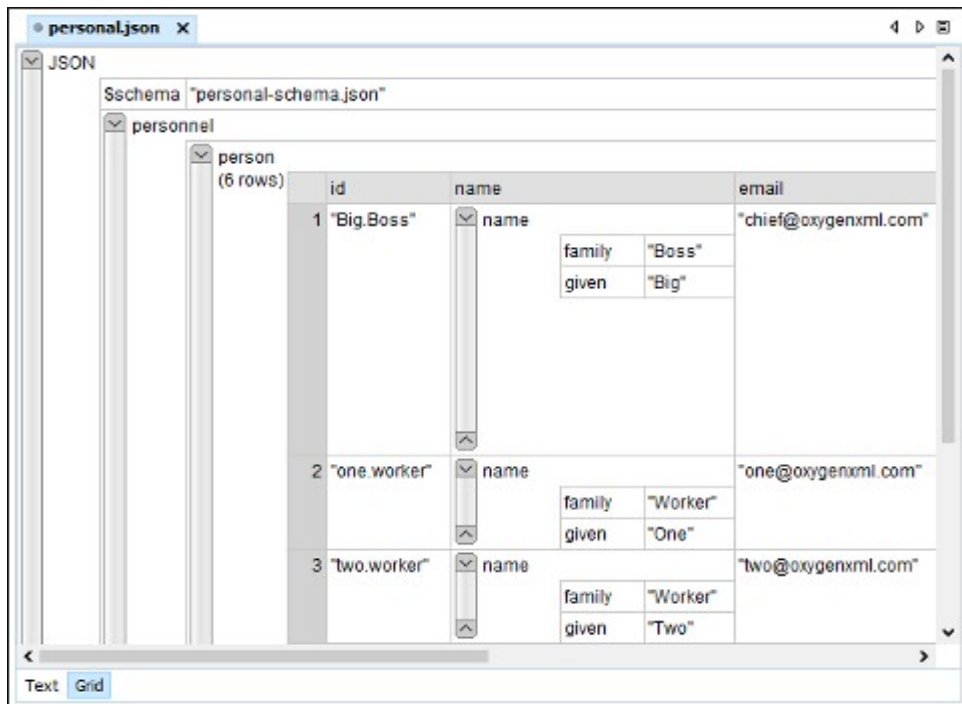 personal.json
JSON
$schema "personal-schema.json"
personnel
person
(6 rows)
id name email
1 "Big.Boss" name "chief@oxygenxml.com"
family "Boss"
given "Big"
2 "one.worker" name "one@oxygenxml.com"
family "Worker"
given "One"
3 "two.worker" name "two@oxygenxml.com"
family "Worker"
given "Two"
Text Grid